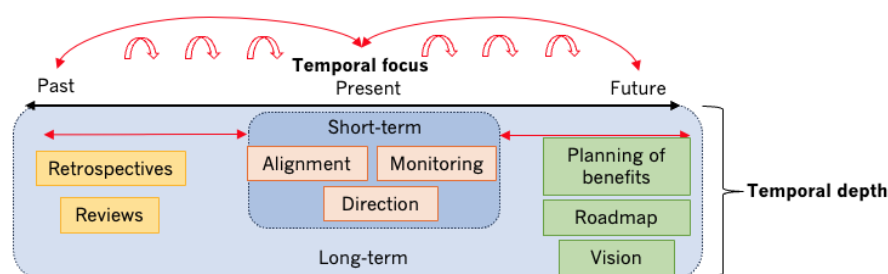 Temporal focus
Past
Present
Future
Short-term
Retrospectives
Alignment
Monitoring
Planning of
benefits
Temporal depth
Reviews
Direction
Roadmap
Long-term
Vision